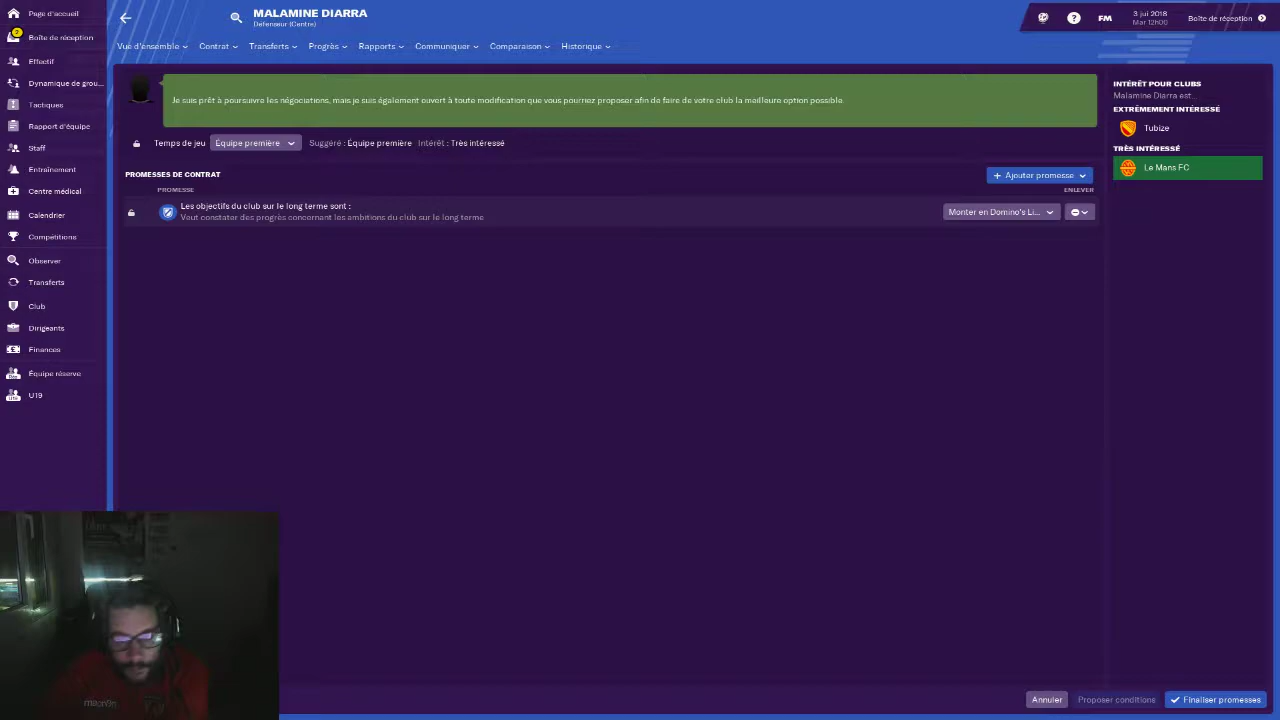 Page d'accueil
2
Boîte de réception
Effectif
Dynamique de grou...
Tactiques
Rapport d'équipe
Staff
Entraînement
Centre médical
Calendrier
Compétitions
Observer
Transferts
Club
Dirigeants
Finances
Équipe réserve
U19
MALAMINE DIARRA
Défenseur (Centre)
FM
3 jui 2018
Mar 12h00
Boîte de réception
Vue d'ensemble
Contrat
Transferts
Progrès
Rapports
Communiquer
Comparaison
Historique
Je suis prêt à poursuivre les négociations, mais je suis également ouvert à toute modification que vous pourriez proposer afin de faire de votre club la meilleure option possible.
Temps de jeu Équipe première Suggéré : Équipe première Intérêt : Très intéressé
PROMESSES DE CONTRAT
Ajouter promesse
PROMESSE
ENLEVER
Les objectifs du club sur le long terme sont :
Veut constater des progrès concernant les ambitions du club sur le long terme
Monter en Domino's Li...
INTÉRÊT POUR CLUBS
Malamine Diarra est...
EXTRÊMEMENT INTÉRESSÉ
Tubize
TRÈS INTÉRESSÉ
Le Mans FC
Annuler
Proposer conditions
Finaliser promesses